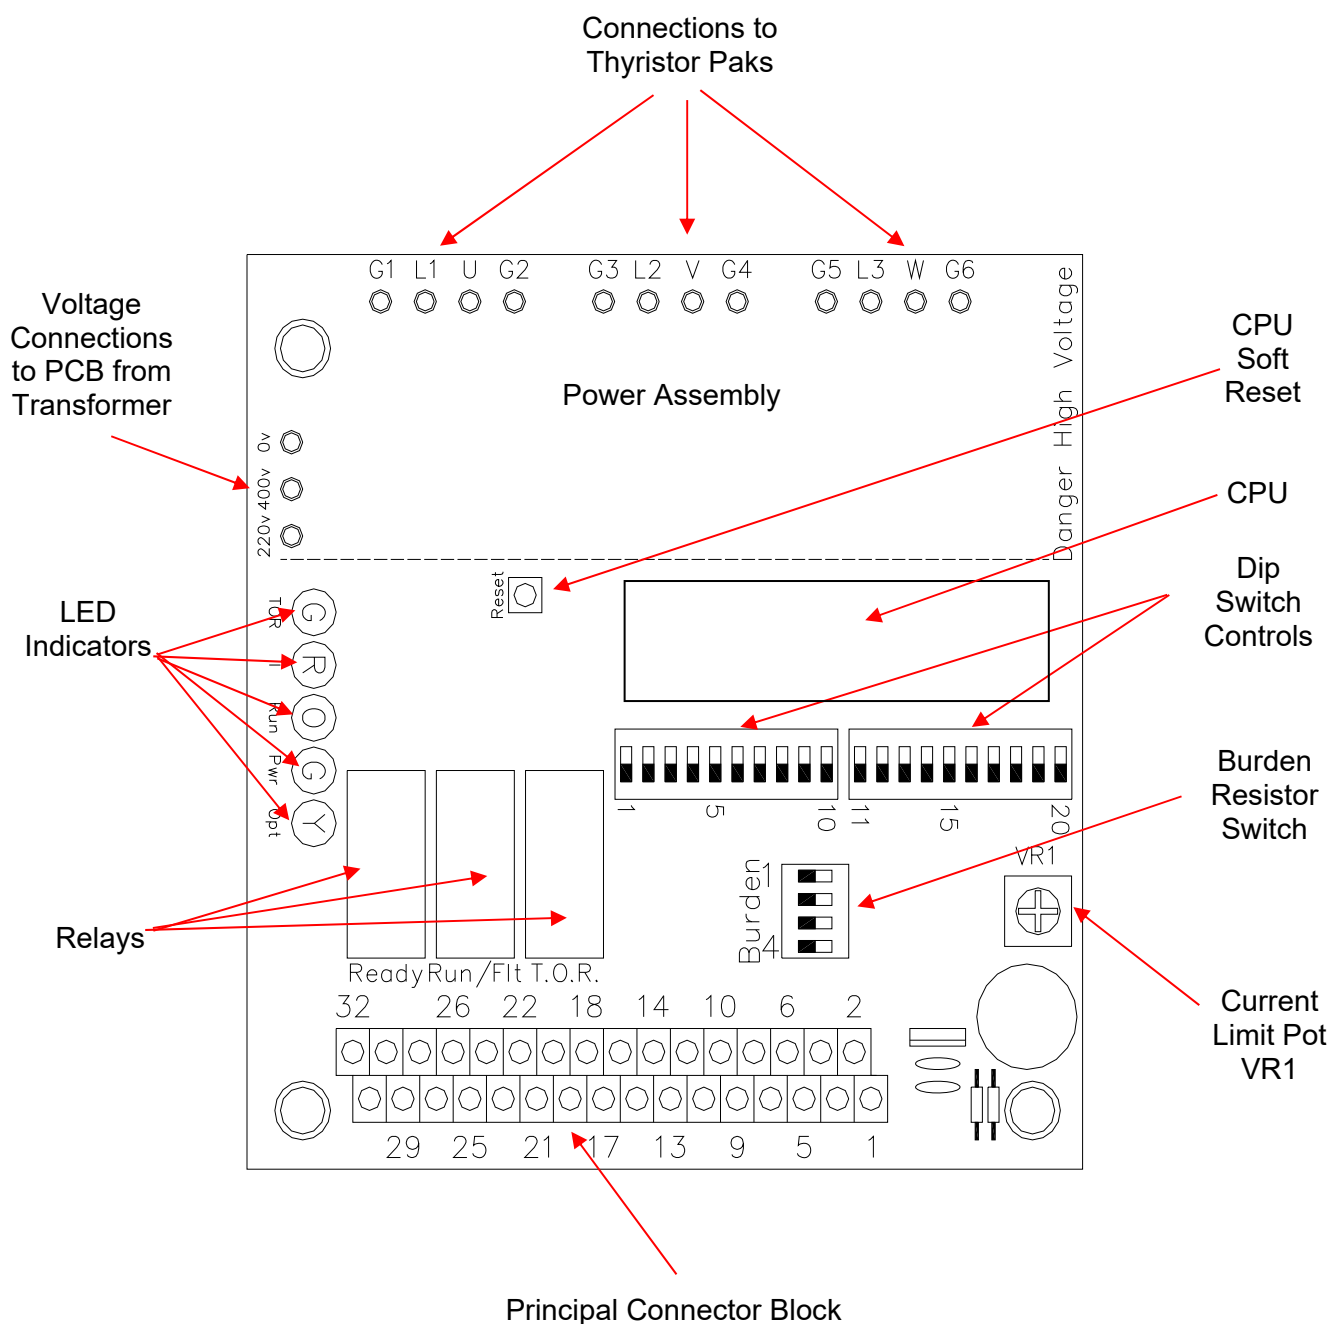 Connections to
Thyristor Paks
G1 L1 U G2 G3 L2 V G4 G5 L3 W G6
Danger High Voltage
Voltage
Connections
to PCB from
Transformer
Power Assembly
CPU
Soft
Reset
0v
400v
220v
CPU
Reset
Dip
Switch
Controls
LED
Indicators
G
TOR
R
I
O
Run
G
Pwr
Y
Opt
1 5 10 11 15 20
Burden
Resistor
Switch
VR1
Burden
1
4
Relays
Ready Run/Flt T.O.R.
32 26 22 18 14 10 6 2
Current
Limit Pot
VR1
29 25 21 17 13 9 5 1
Principal Connector Block